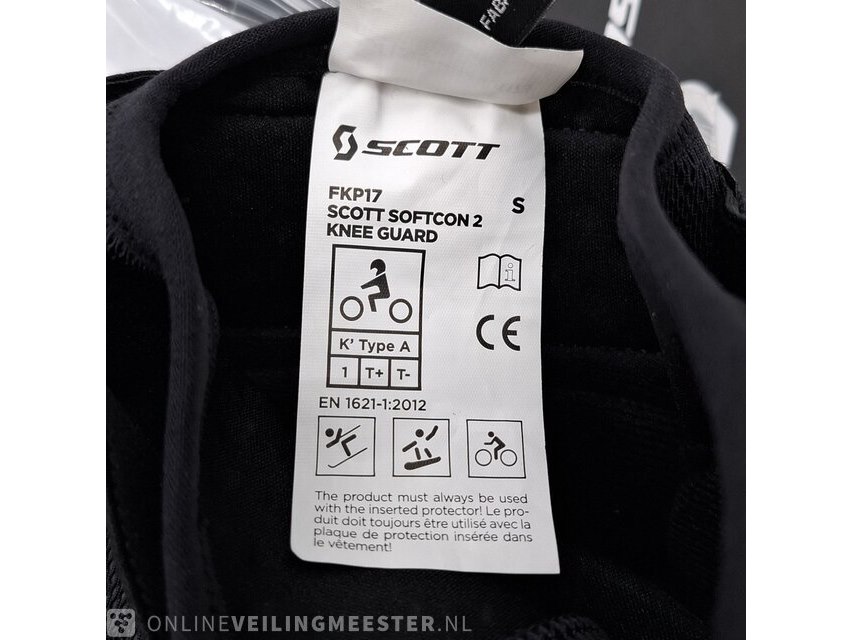 FAB
SCOTT
FKP17
S
SCOTT SOFTCON 2
KNEE GUARD
K' Type A
1 T+ T-
CE
EN 1621-1:2012
The product must always be used
with the inserted protector! Le pro-
duit doit toujours être utilisé avec la
plaque de protection insérée dans
le vêtement!
ONLINEVEILINGMEESTER.NL